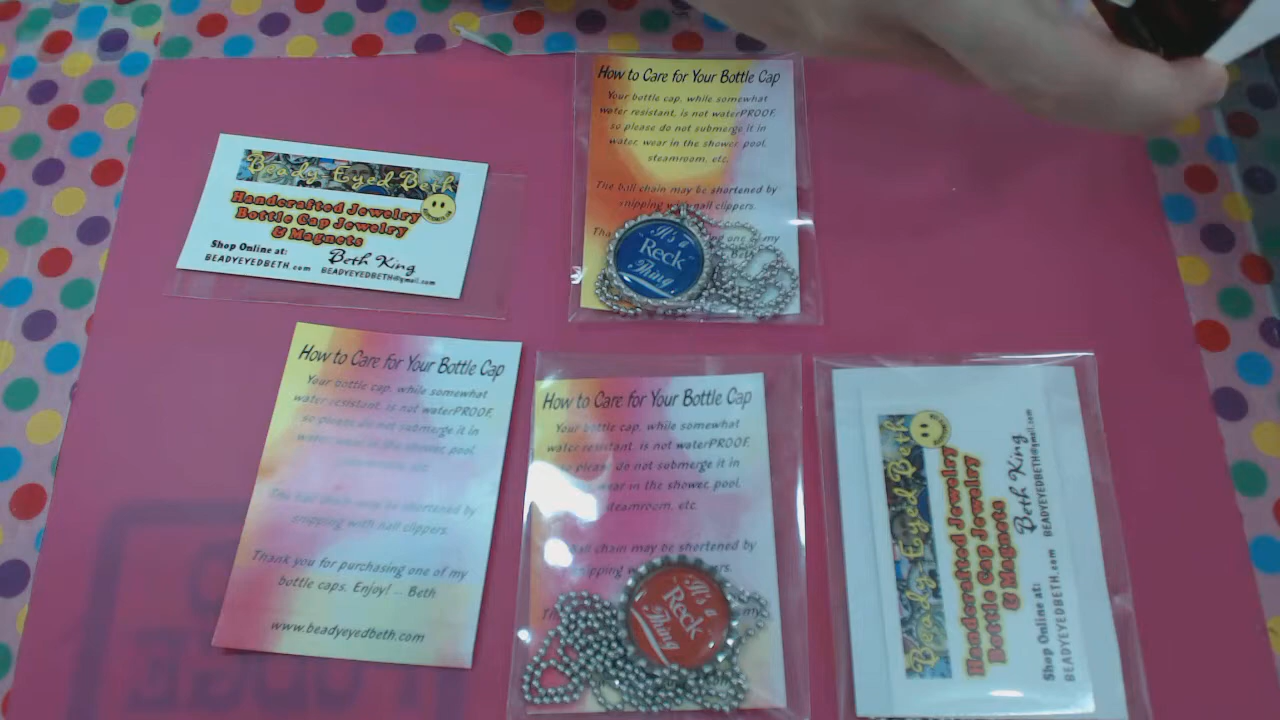 Beady Eyed Beth
Handcrafted Jewelry
Bottle Cap Jewelry
& Magnets
Shop Online at:
BEADYEYEDBETH.com
Beth King
BEADYEYEDBETH@gmail.com
How to Care for Your Bottle Cap
Your bottle cap, while somewhat
water resistant, is not waterPROOF,
so please do not submerge it in
water, wear in the shower, pool,
steamroom, etc.
The ball chain may be shortened by
snipping with nail clippers.
one of my
It's a
"Reck"
Thing
How to Care for Your Bottle Cap
Your bottle cap, while somewhat
water resistant, is not waterPROOF,
so please do not submerge it in
water, wear in the shower, pool,
steamroom, etc.
The ball chain may be shortened by
snipping with nail clippers.
Thank you for purchasing one of my
bottle caps. Enjoy! ... Beth
www.beadyeyedbeth.com
How to Care for Your Bottle Cap
Your bottle cap, while somewhat
water resistant, is not waterPROOF,
so please do not submerge it in
wear in the shower, pool,
steamroom, etc.
ball chain may be shortened by
my
It's a
"Reck"
Thing
Beady Eyed Beth
Handcrafted Jewelry
Bottle Cap Jewelry
& Magnets
Shop Online at:
BEADYEYEDBETH.com
Beth King
BEADYEYEDBETH@gmail.com